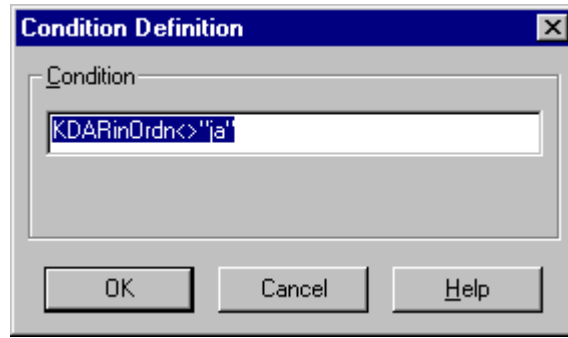 Condition Definition
Condition
KDARinOrdn<>"ja"
OK Cancel Help